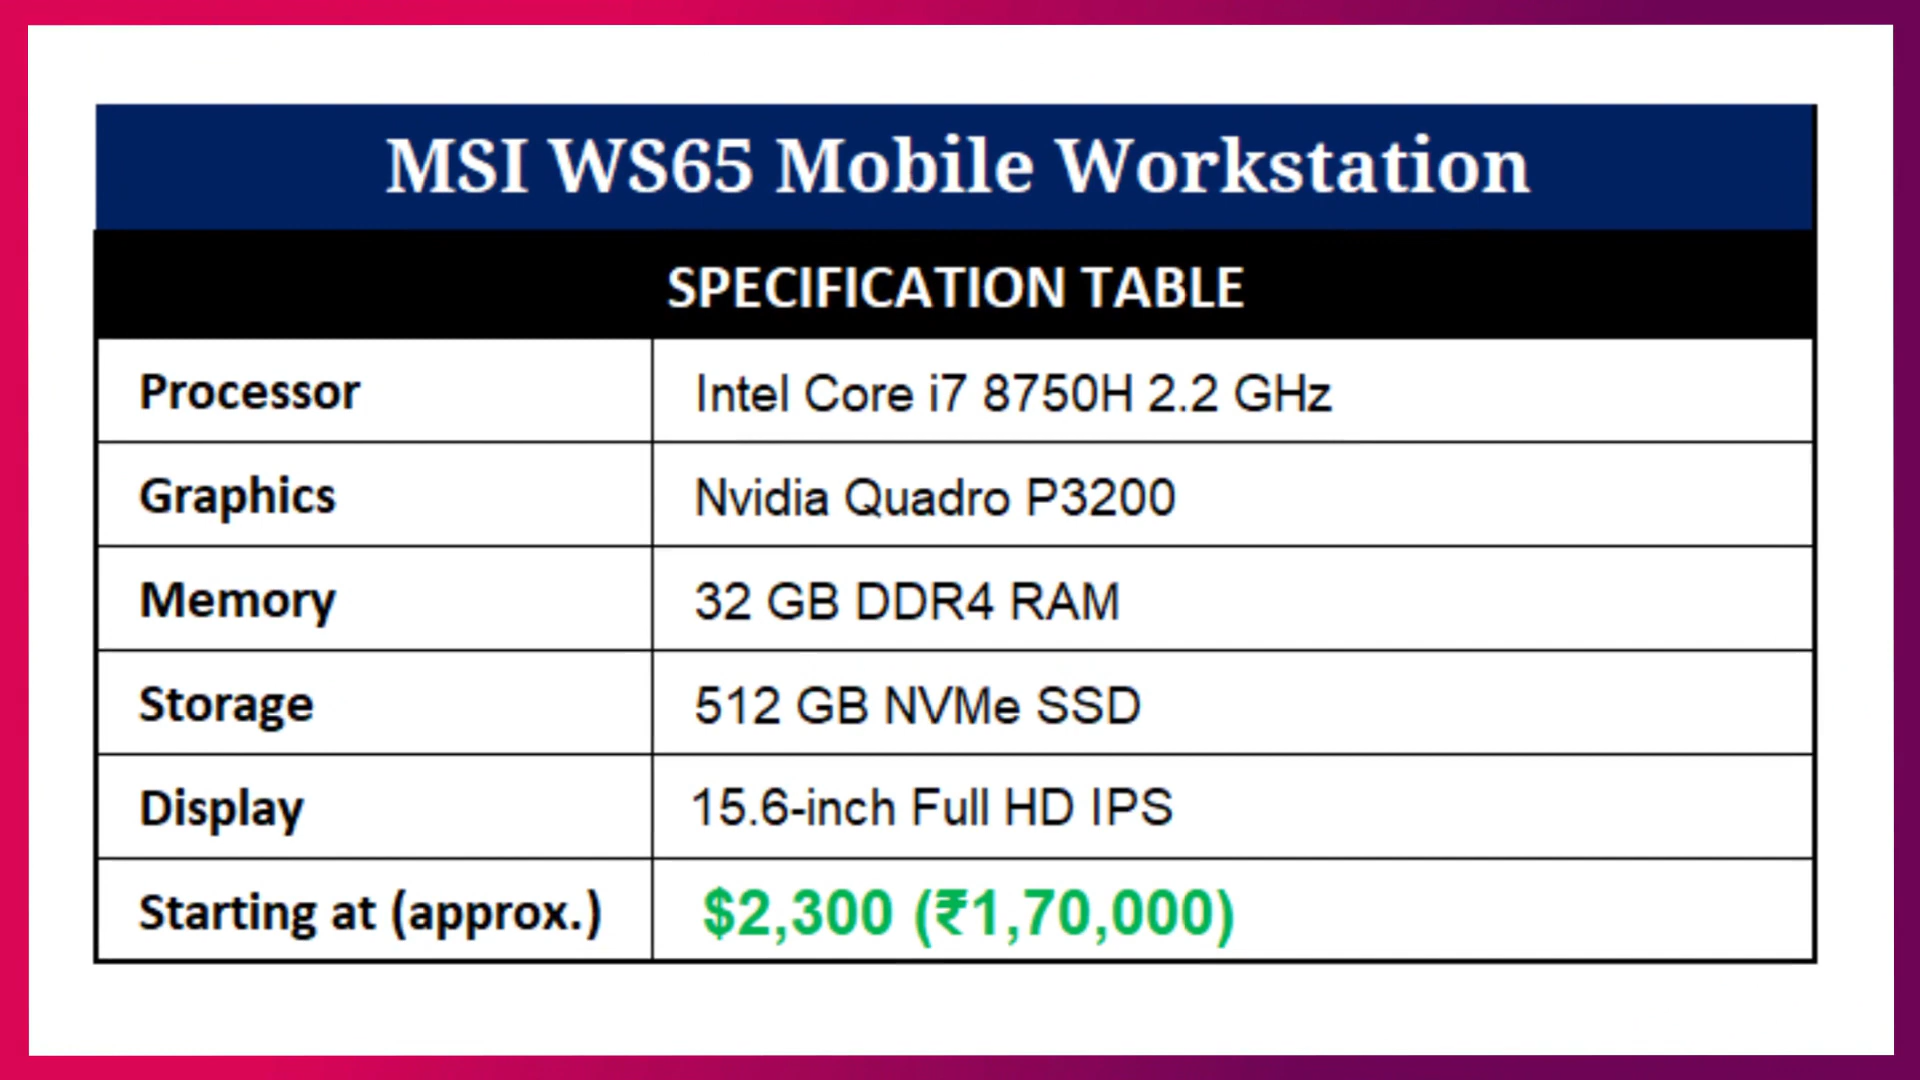 MSI WS65 Mobile Workstation
SPECIFICATION TABLE
Processor Intel Core i7 8750H 2.2 GHz
Graphics Nvidia Quadro P3200
Memory 32 GB DDR4 RAM
Storage 512 GB NVMe SSD
Display 15.6-inch Full HD IPS
Starting at (approx.) $2,300 (₹1,70,000)